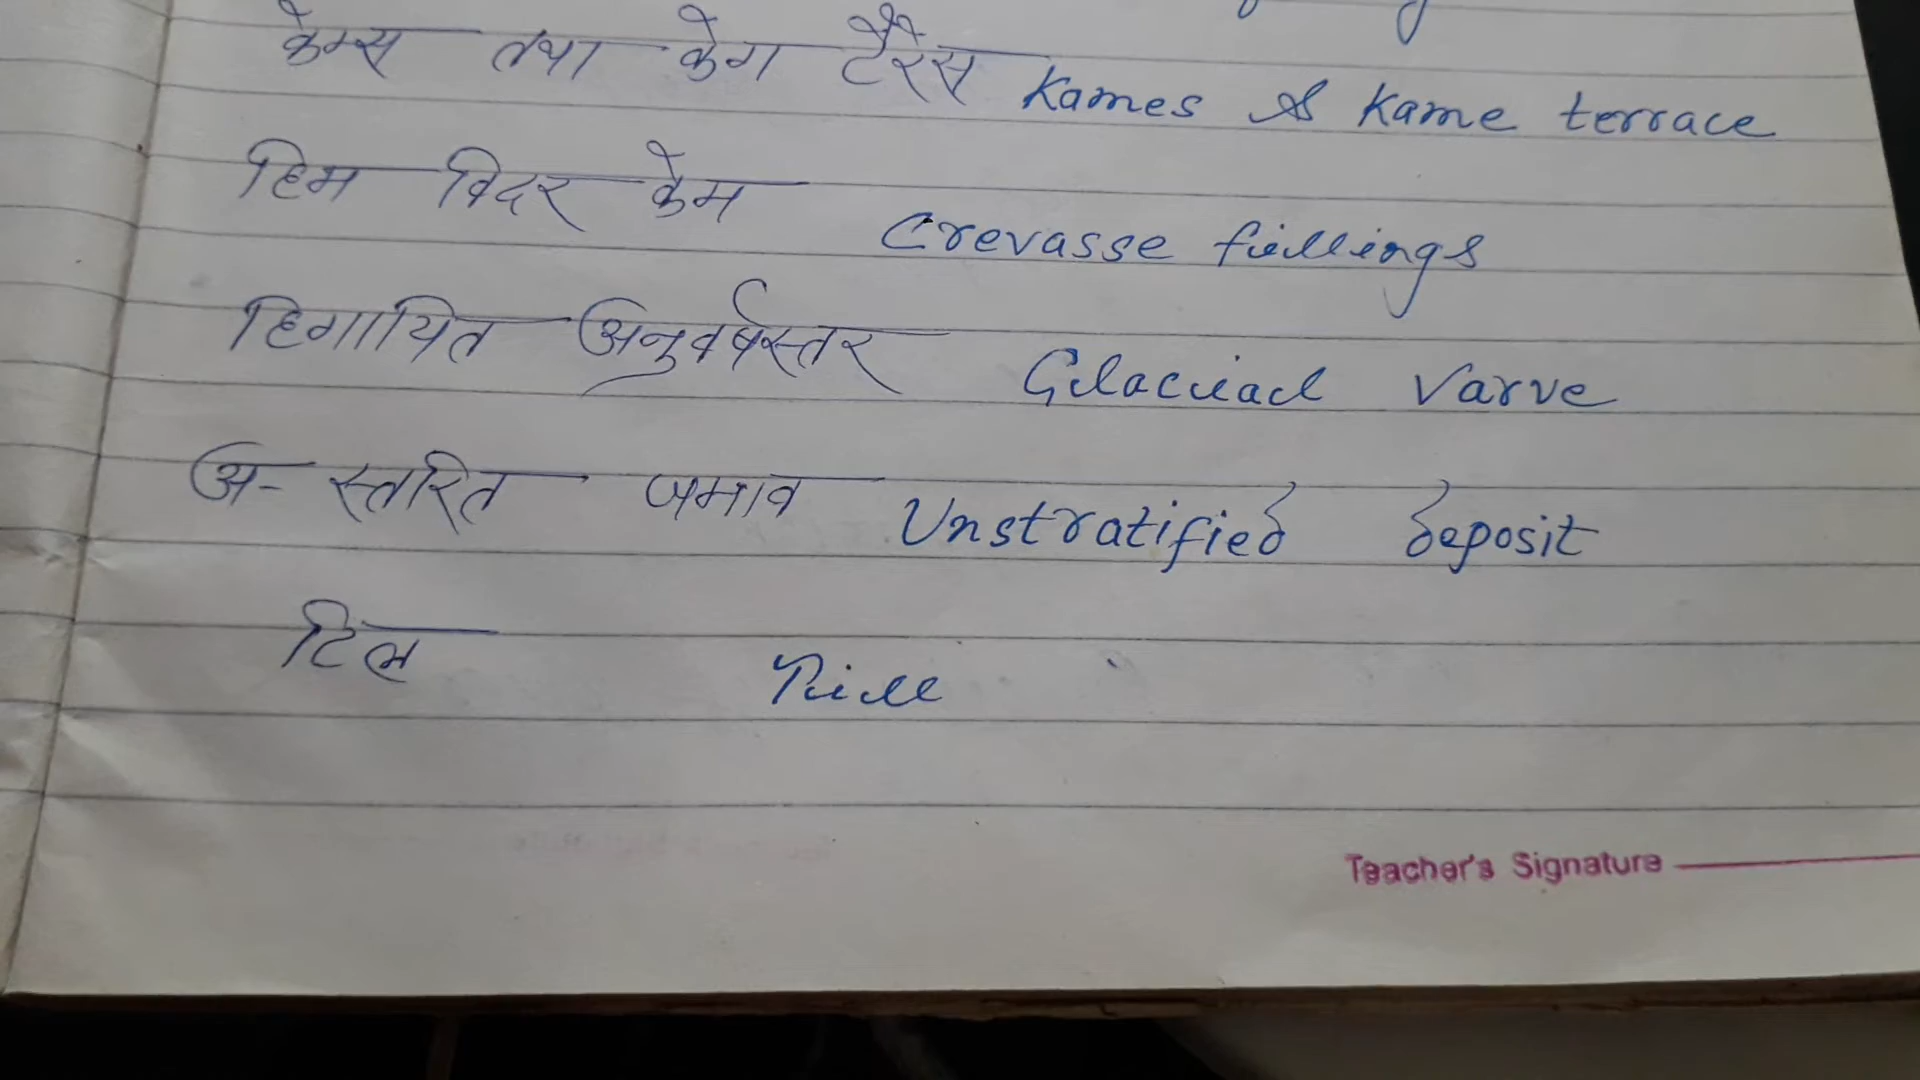 केम्स तथा केम टैरेस Kames & Kame terrace
हिम विदर केम Crevasse fillings
हिमायित अनुवर्षस्तर Glacial Varve
अ- स्तरित जमाव Unstratified deposit
टिल Till
Teacher's Signature